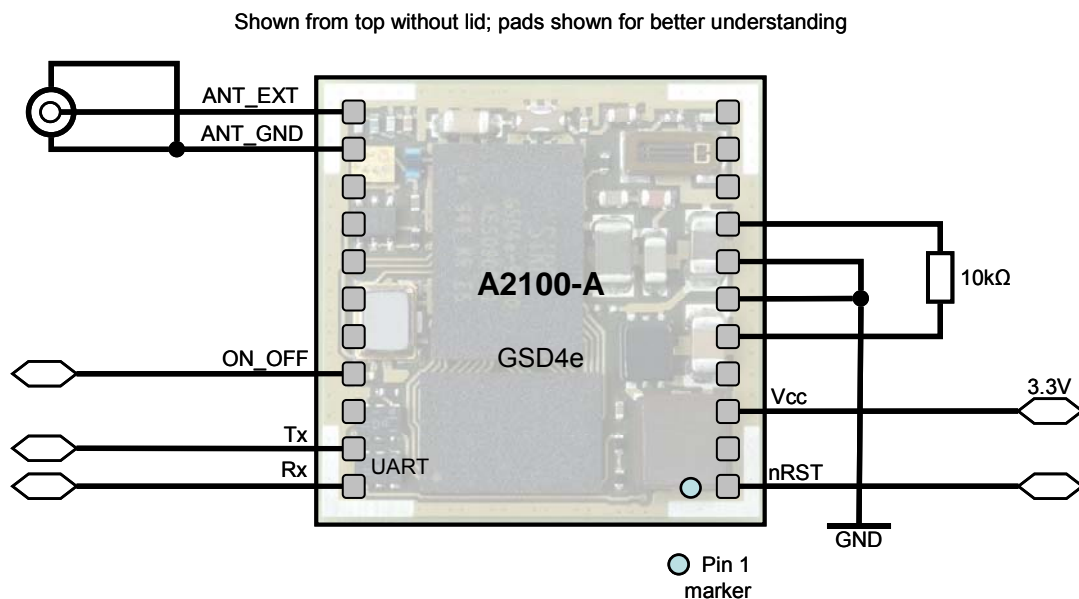 Shown from top without lid; pads shown for better understanding
ANT_EXT
ANT_GND
A2100-A
10kΩ
GSD4e
ON_OFF
Vcc
3.3V
Tx
Rx
UART
nRST
GND
Pin 1
marker